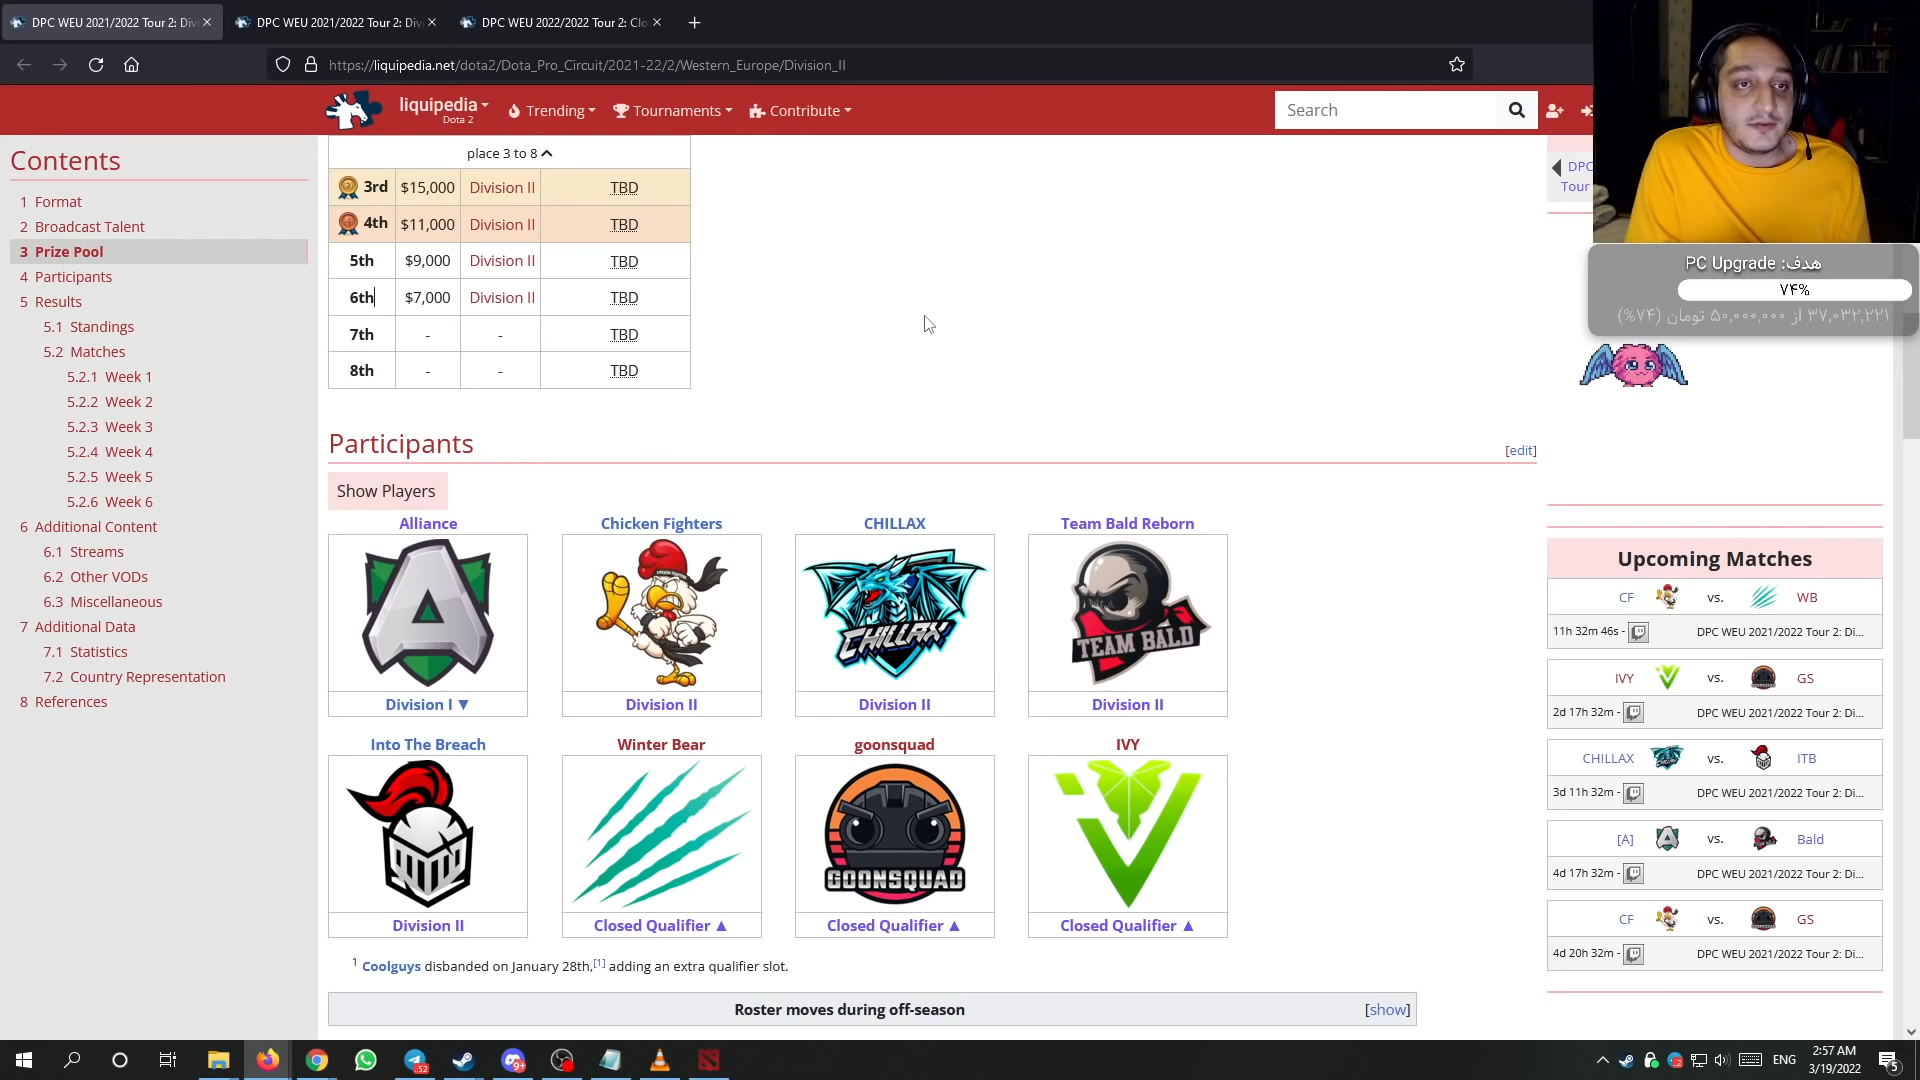 DPC WEU 2021/2022 Tour 2: Div
DPC WEU 2021/2022 Tour 2: Div
DPC WEU 2022/2022 Tour 2: Clo
https://liquipedia.net/dota2/Dota_Pro_Circuit/2021-22/2/Western_Europe/Division_II
liquipedia
Dota 2
Trending
Tournaments
Contribute
Search
Contents
1 Format
2 Broadcast Talent
3 Prize Pool
4 Participants
5 Results
5.1 Standings
5.2 Matches
5.2.1 Week 1
5.2.2 Week 2
5.2.3 Week 3
5.2.4 Week 4
5.2.5 Week 5
5.2.6 Week 6
6 Additional Content
6.1 Streams
6.2 Other VODs
6.3 Miscellaneous
7 Additional Data
7.1 Statistics
7.2 Country Representation
8 References
place 3 to 8
3rd $15,000 Division II TBD
4th $11,000 Division II TBD
5th $9,000 Division II TBD
6th $7,000 Division II TBD
7th - - TBD
8th - - TBD
Participants
[edit]
Show Players
Alliance
Division I ▼
Chicken Fighters
Division II
CHILLAX
CHILLAX
Division II
Team Bald Reborn
TEAM BALD
Division II
Into The Breach
Division II
Winter Bear
Closed Qualifier ▲
goonsquad
GOONSQUAD
Closed Qualifier ▲
IVY
Closed Qualifier ▲
1 Coolguys disbanded on January 28th,[1] adding an extra qualifier slot.
Roster moves during off-season [show]
DPC
Tour
هدف: PC Upgrade
۷۴%
۳۷,۰۳۲,۲۲۱ از ۵۰,۰۰۰,۰۰۰ تومان (۷۴%)
Upcoming Matches
CF vs. WB
11h 32m 46s - DPC WEU 2021/2022 Tour 2: Di...
IVY vs. GS
2d 17h 32m - DPC WEU 2021/2022 Tour 2: Di...
CHILLAX vs. ITB
3d 11h 32m - DPC WEU 2021/2022 Tour 2: Di...
[A] vs. Bald
4d 17h 32m - DPC WEU 2021/2022 Tour 2: Di...
CF vs. GS
4d 20h 32m - DPC WEU 2021/2022 Tour 2: Di...
52
9+
ENG
2:57 AM
3/19/2022
5